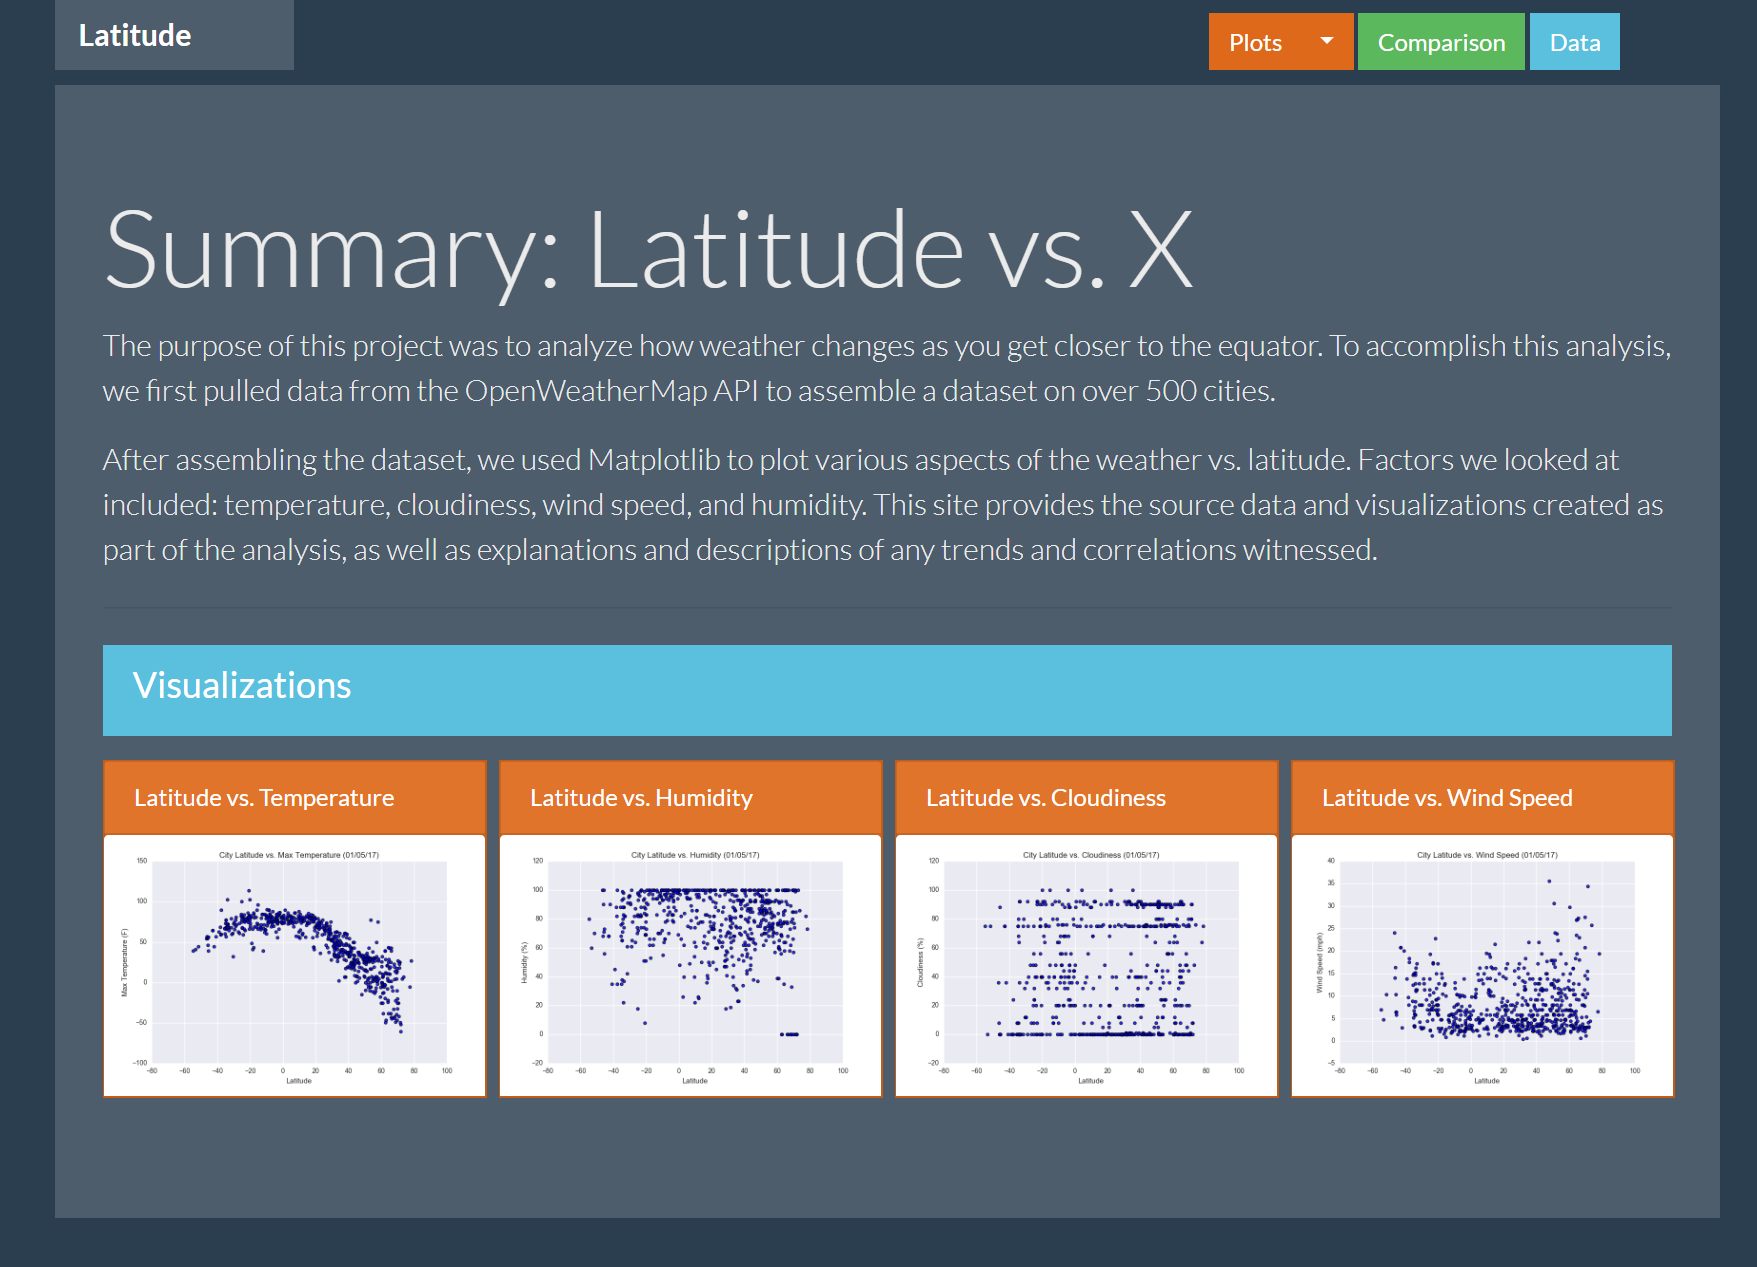 Latitude
Plots
Comparison
Data
Summary: Latitude vs. X
The purpose of this project was to analyze how weather changes as you get closer to the equator. To accomplish this analysis,
we first pulled data from the OpenWeatherMap API to assemble a dataset on over 500 cities.
After assembling the dataset, we used Matplotlib to plot various aspects of the weather vs. latitude. Factors we looked at
included: temperature, cloudiness, wind speed, and humidity. This site provides the source data and visualizations created as
part of the analysis, as well as explanations and descriptions of any trends and correlations witnessed.
Visualizations
Latitude vs. Temperature
City Latitude vs. Max Temperature (01/05/17)
Max Temperature (F)
150
100
50
0
−50
−100
−80 −60 −40 −20 0 20 40 60 80 100
Latitude
Latitude vs. Humidity
City Latitude vs. Humidity (01/05/17)
Humidity (%)
120
100
80
60
40
20
0
−20
−80 −60 −40 −20 0 20 40 60 80 100
Latitude
Latitude vs. Cloudiness
City Latitude vs. Cloudiness (01/05/17)
Cloudiness (%)
120
100
80
60
40
20
0
−20
−80 −60 −40 −20 0 20 40 60 80 100
Latitude
Latitude vs. Wind Speed
City Latitude vs. Wind Speed (01/05/17)
Wind Speed (mph)
40
35
30
25
20
15
10
5
0
−5
−80 −60 −40 −20 0 20 40 60 80 100
Latitude